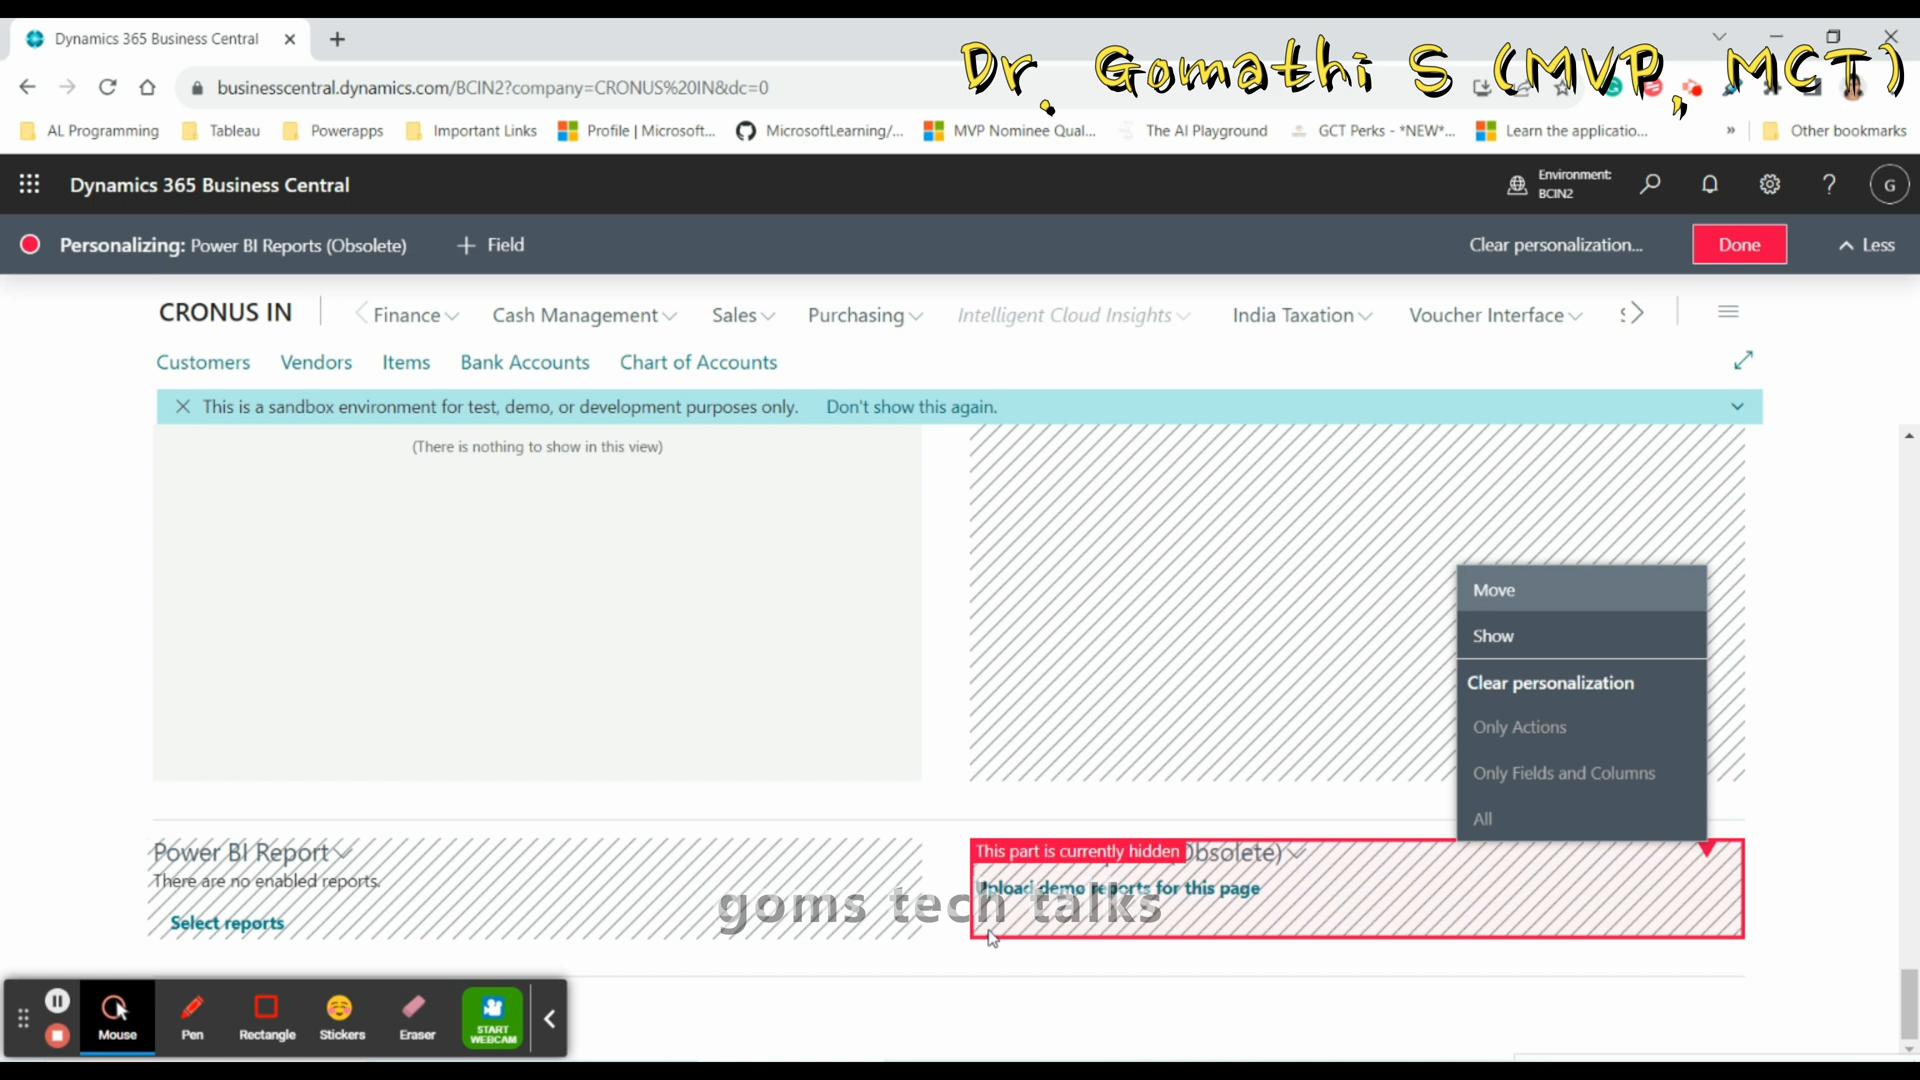 Dynamics 365 Business Central
Dr. Gomathi S (MVP, MCT)
businesscentral.dynamics.com/BCIN2?company=CRONUS%20IN&dc=0
AL Programming Tableau Powerapps Important Links Profile | Microsoft... MicrosoftLearning/... MVP Nominee Qual... The AI Playground GCT Perks - *NEW*... Learn the applicatio... » Other bookmarks
Dynamics 365 Business Central
Environment:
BCIN2
? G
Personalizing: Power BI Reports (Obsolete) + Field Clear personalization... Done Less
CRONUS IN Finance Cash Management Sales Purchasing Intelligent Cloud Insights India Taxation Voucher Interface
Customers Vendors Items Bank Accounts Chart of Accounts
This is a sandbox environment for test, demo, or development purposes only. Don't show this again.
(There is nothing to show in this view)
Move
Show
Clear personalization
Only Actions
Only Fields and Columns
All
Power BI Report
There are no enabled reports.
Select reports
This part is currently hidden Obsolete)
Upload demo reports for this page
goms tech talks
Mouse Pen Rectangle Stickers Eraser START
WEBCAM